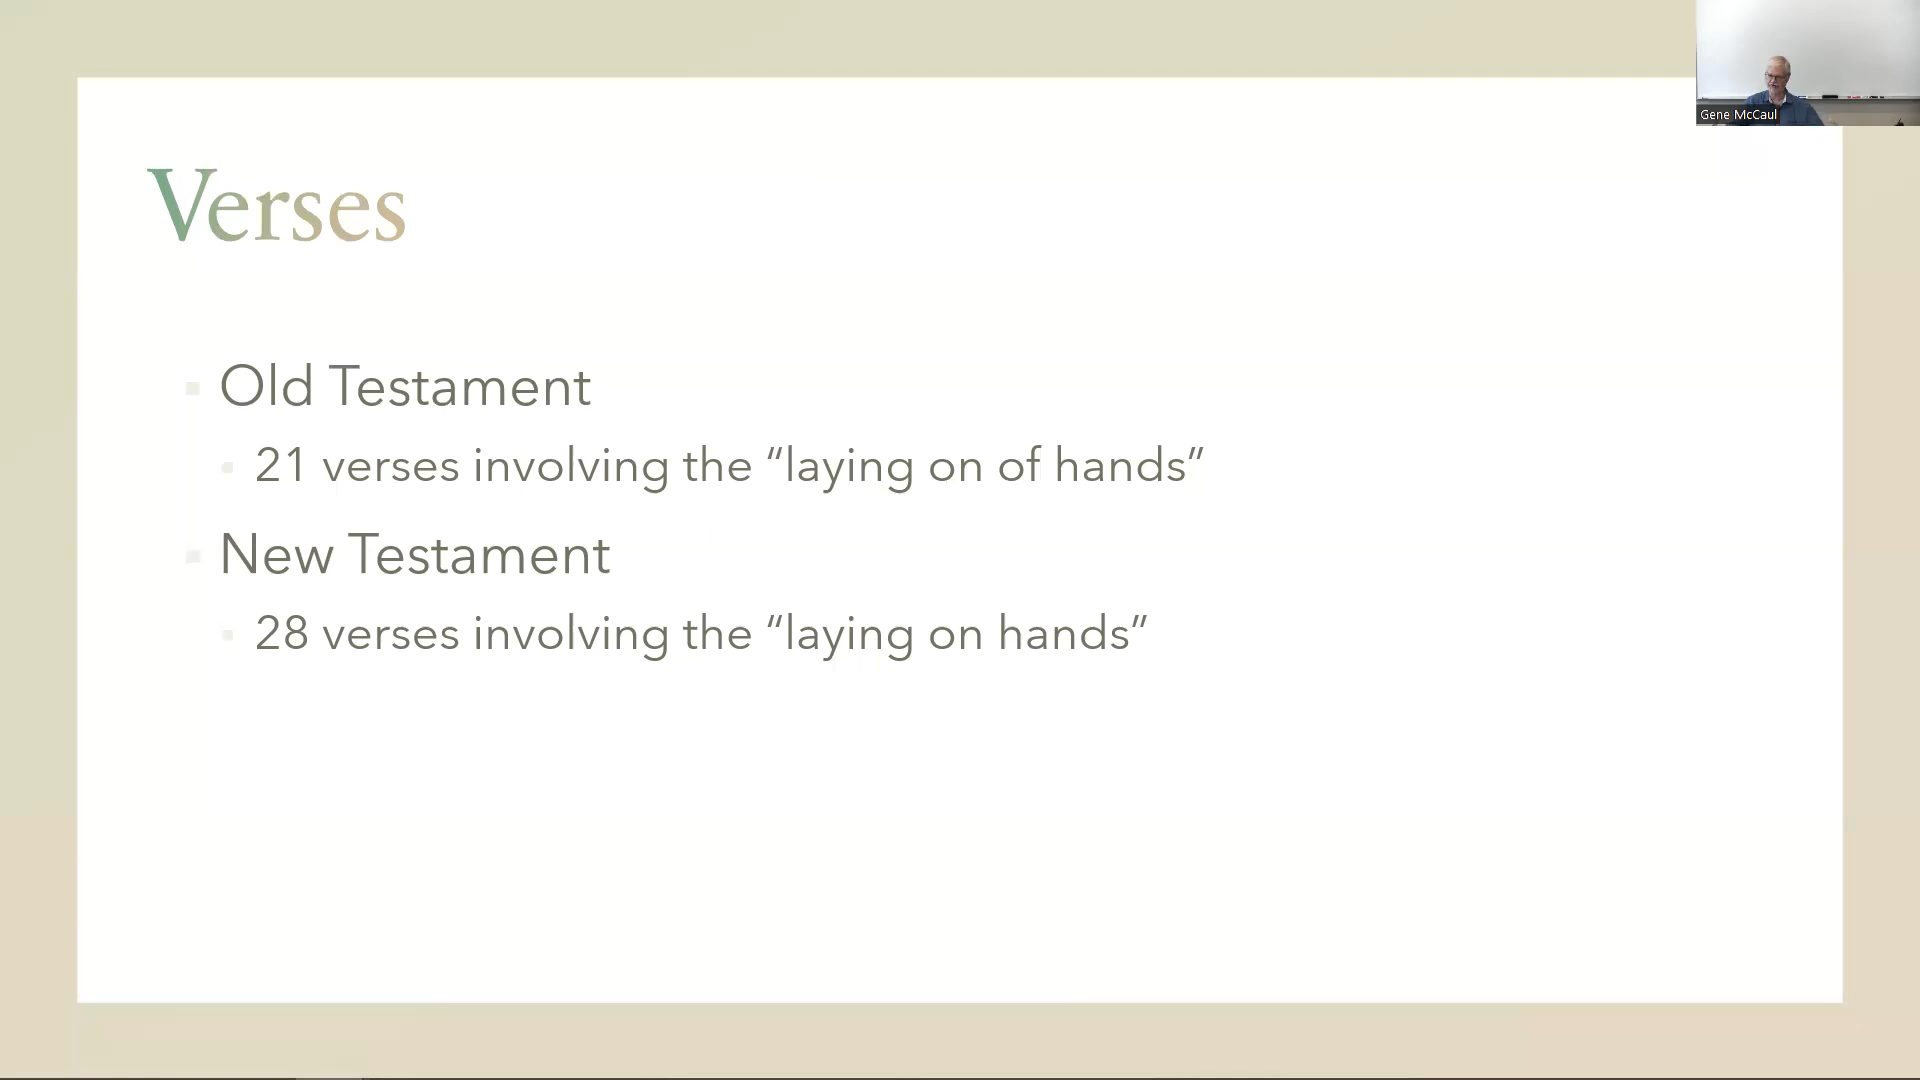 Gene McCaul
Verses
Old Testament
21 verses involving the “laying on of hands”
New Testament
28 verses involving the “laying on hands”